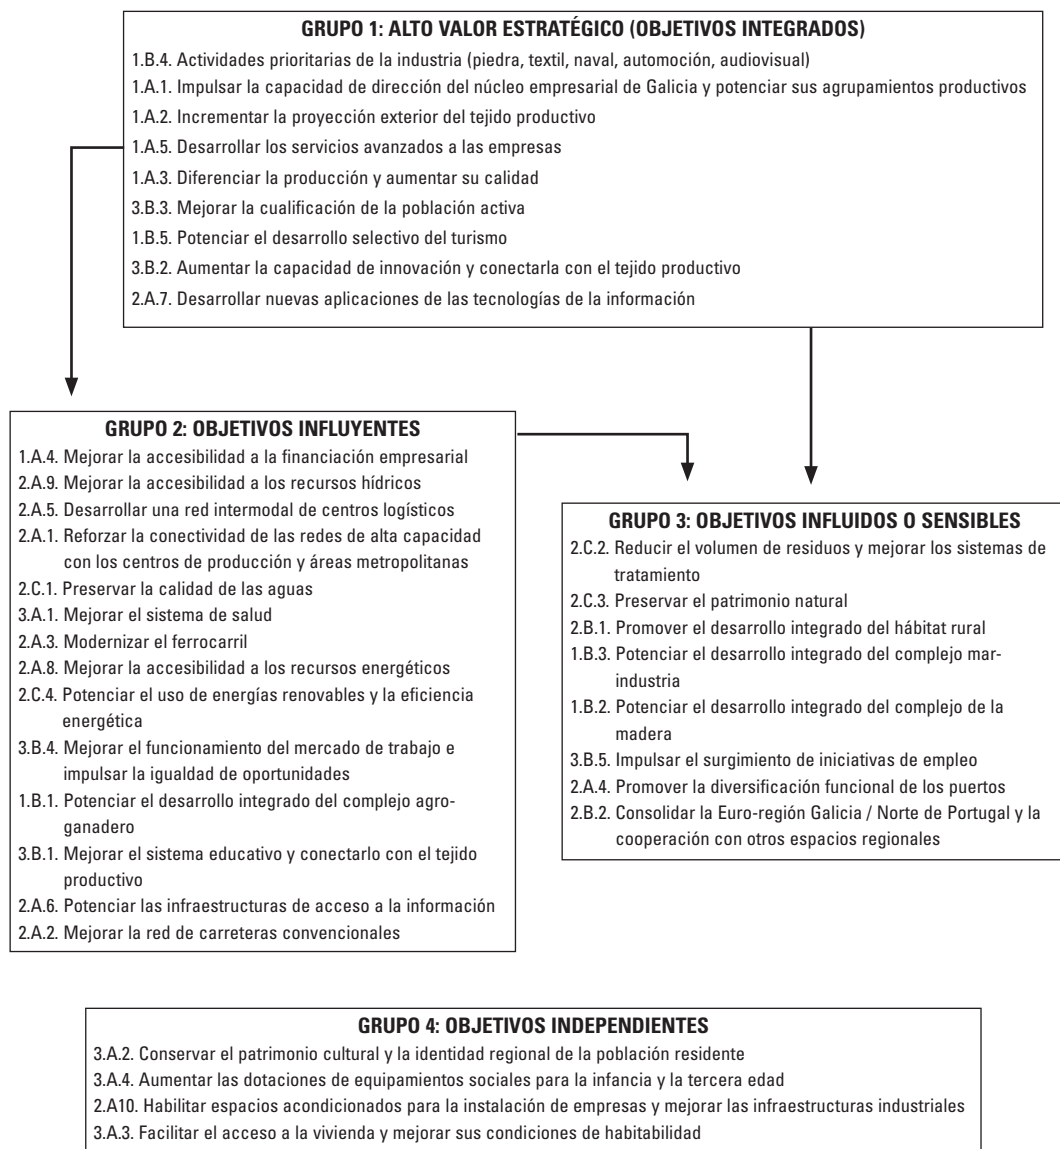 GRUPO 1: ALTO VALOR ESTRATÉGICO (OBJETIVOS INTEGRADOS)
1.B.4. Actividades prioritarias de la industria (piedra, textil, naval, automoción, audiovisual)
1.A.1. Impulsar la capacidad de dirección del núcleo empresarial de Galicia y potenciar sus agrupamientos productivos
1.A.2. Incrementar la proyección exterior del tejido productivo
1.A.5. Desarrollar los servicios avanzados a las empresas
1.A.3. Diferenciar la producción y aumentar su calidad
3.B.3. Mejorar la cualificación de la población activa
1.B.5. Potenciar el desarrollo selectivo del turismo
3.B.2. Aumentar la capacidad de innovación y conectarla con el tejido productivo
2.A.7. Desarrollar nuevas aplicaciones de las tecnologías de la información
GRUPO 2: OBJETIVOS INFLUYENTES
1.A.4. Mejorar la accesibilidad a la financiación empresarial
2.A.9. Mejorar la accesibilidad a los recursos hídricos
2.A.5. Desarrollar una red intermodal de centros logísticos
2.A.1. Reforzar la conectividad de las redes de alta capacidad
con los centros de producción y áreas metropolitanas
2.C.1. Preservar la calidad de las aguas
3.A.1. Mejorar el sistema de salud
2.A.3. Modernizar el ferrocarril
2.A.8. Mejorar la accesibilidad a los recursos energéticos
2.C.4. Potenciar el uso de energías renovables y la eficiencia
energética
3.B.4. Mejorar el funcionamiento del mercado de trabajo e
impulsar la igualdad de oportunidades
1.B.1. Potenciar el desarrollo integrado del complejo agro-
ganadero
3.B.1. Mejorar el sistema educativo y conectarlo con el tejido
productivo
2.A.6. Potenciar las infraestructuras de acceso a la información
2.A.2. Mejorar la red de carreteras convencionales
GRUPO 3: OBJETIVOS INFLUIDOS O SENSIBLES
2.C.2. Reducir el volumen de residuos y mejorar los sistemas de
tratamiento
2.C.3. Preservar el patrimonio natural
2.B.1. Promover el desarrollo integrado del hábitat rural
1.B.3. Potenciar el desarrollo integrado del complejo mar-
industria
1.B.2. Potenciar el desarrollo integrado del complejo de la
madera
3.B.5. Impulsar el surgimiento de iniciativas de empleo
2.A.4. Promover la diversificación funcional de los puertos
2.B.2. Consolidar la Euro-región Galicia / Norte de Portugal y la
cooperación con otros espacios regionales
GRUPO 4: OBJETIVOS INDEPENDIENTES
3.A.2. Conservar el patrimonio cultural y la identidad regional de la población residente
3.A.4. Aumentar las dotaciones de equipamientos sociales para la infancia y la tercera edad
2.A10. Habilitar espacios acondicionados para la instalación de empresas y mejorar las infraestructuras industriales
3.A.3. Facilitar el acceso a la vivienda y mejorar sus condiciones de habitabilidad